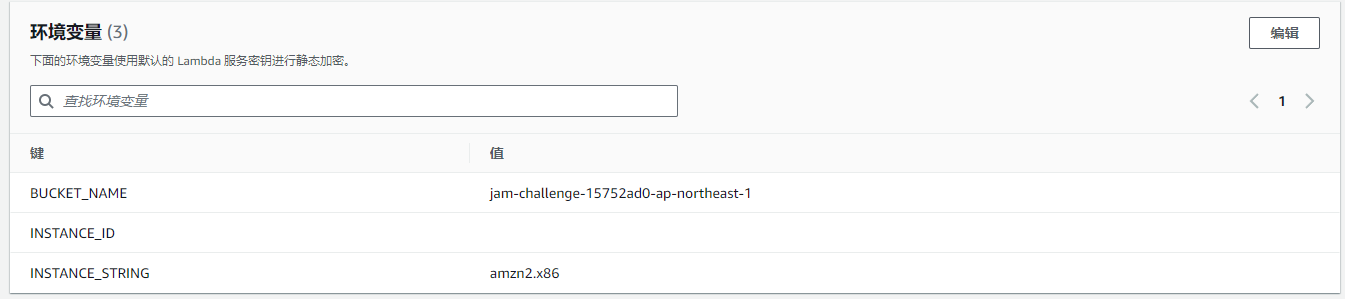 环境变量 (3)
编辑
下面的环境变量使用默认的 Lambda 服务密钥进行静态加密。
查找环境变量
1
键 值
BUCKET_NAME jam-challenge-15752ad0-ap-northeast-1
INSTANCE_ID
INSTANCE_STRING amzn2.x86